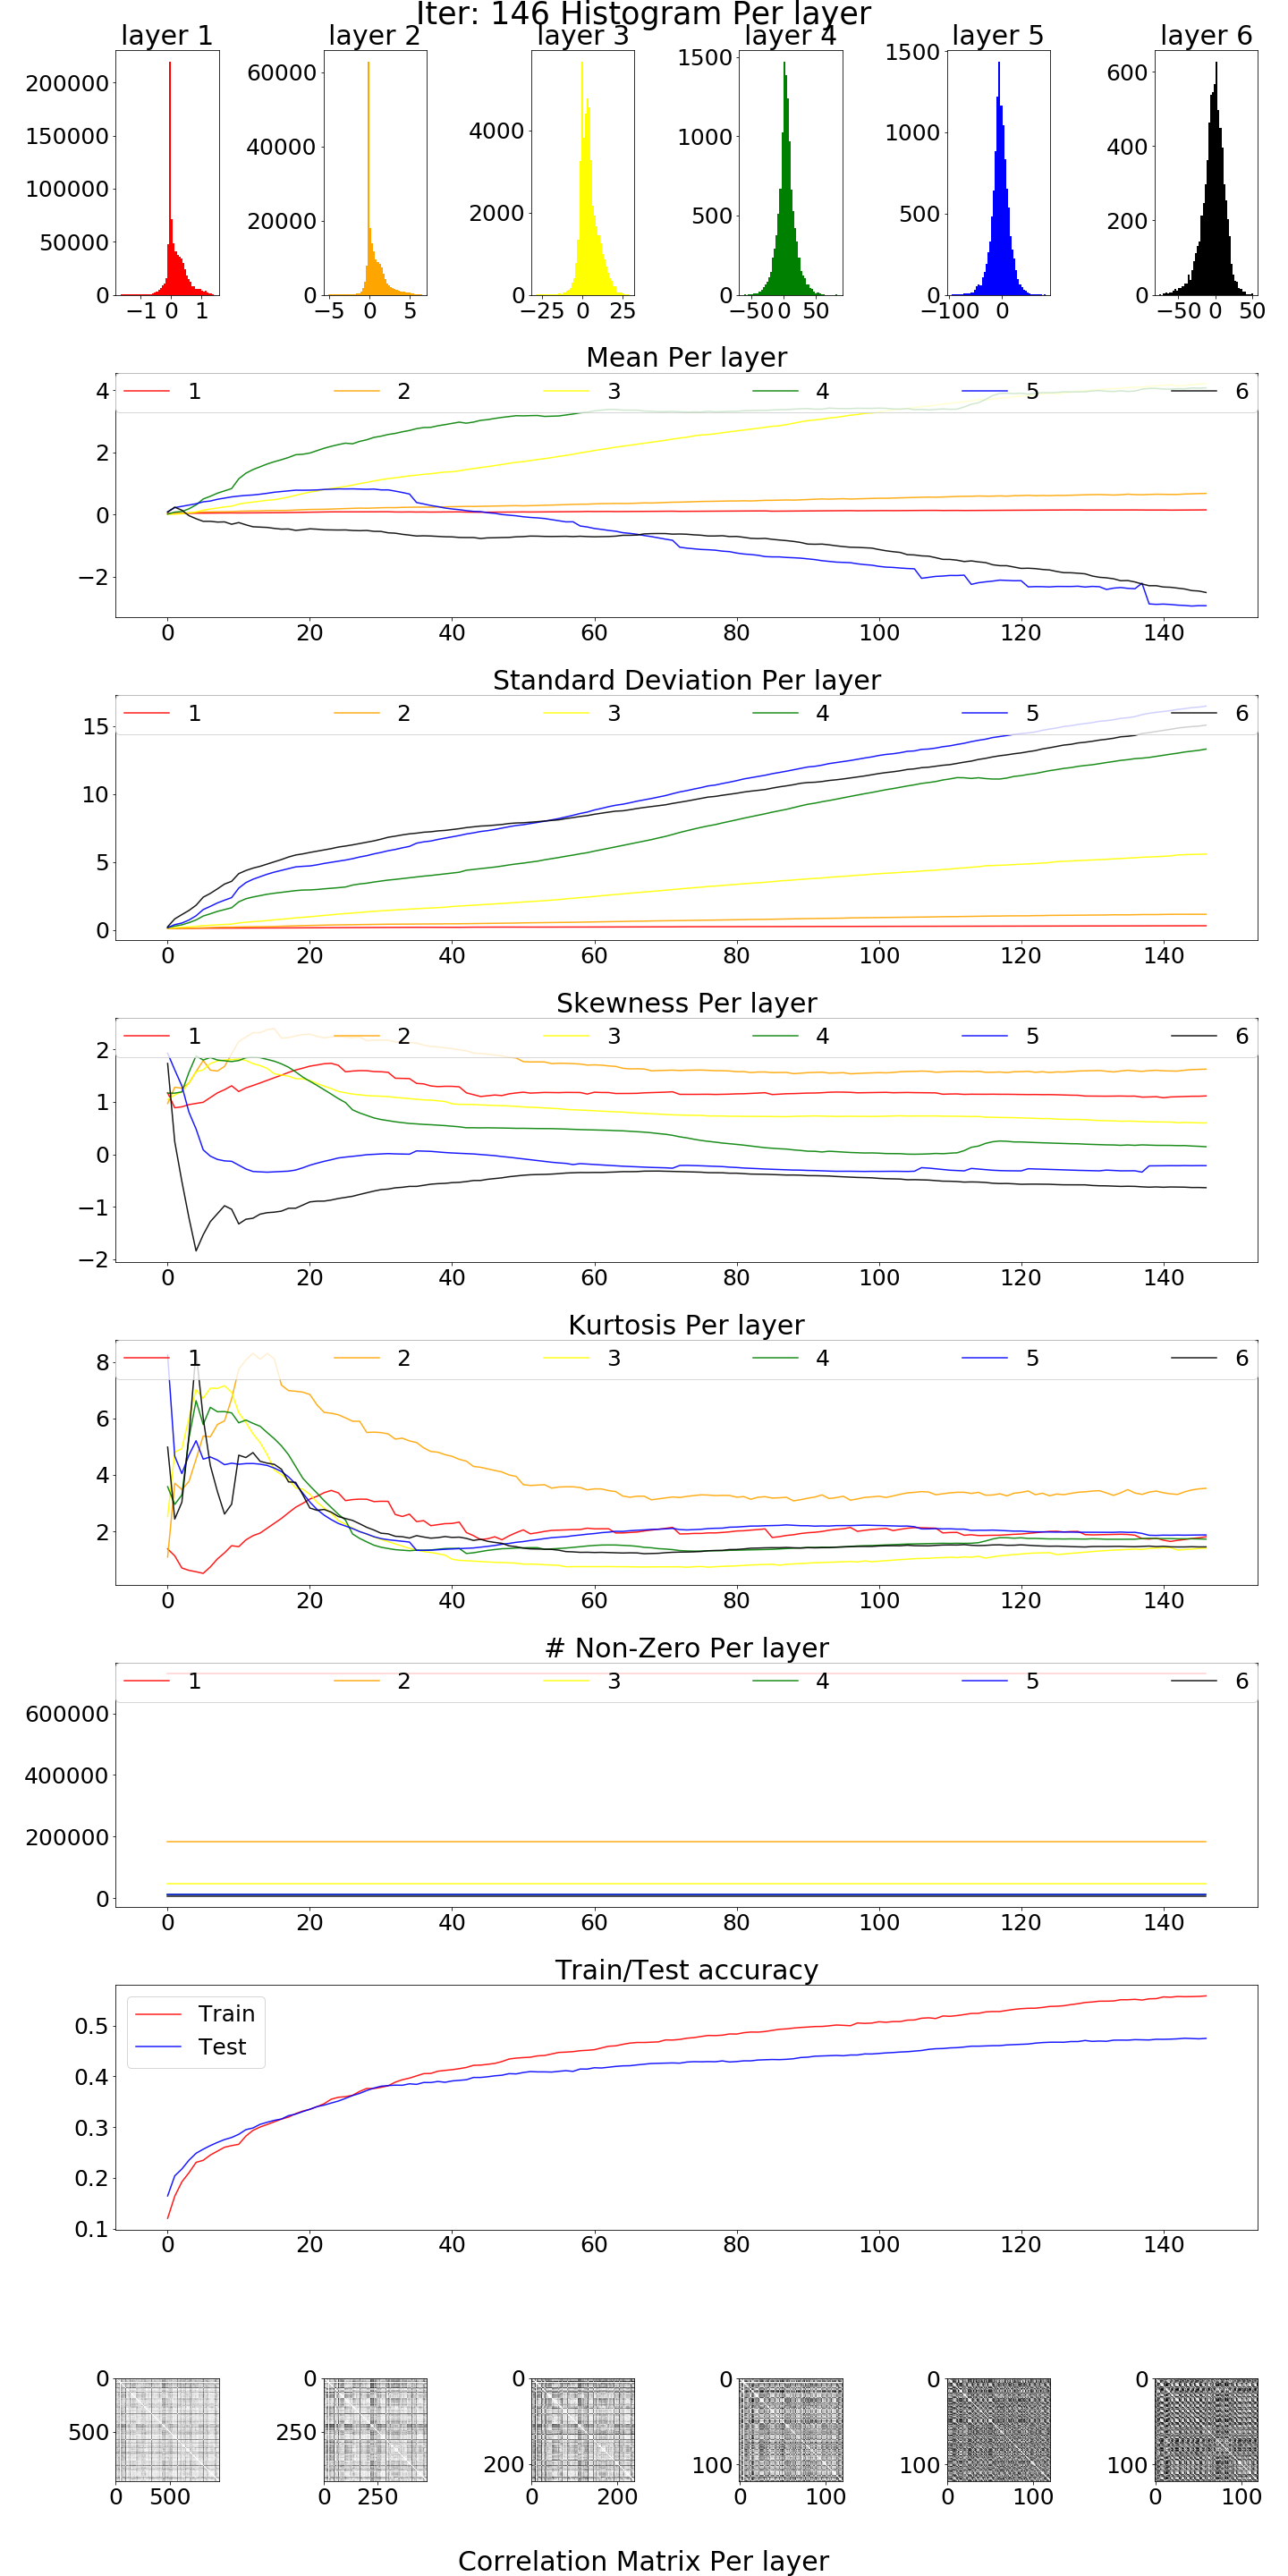 Iter: 146 Histogram Per layer
layer 1 layer 2 layer 3 layer 4 layer 5 layer 6
200000 150000 100000 50000 0
−1 0 1
60000 40000 20000 0
−5 0 5
4000 2000 0
−25 0 25
1500 1000 500 0
−50 0 50
1500 1000 500 0
−100 0
600 400 200 0
−50 0 50
Mean Per layer
1 2 3 4 5 6
4
2
0
−2
0 20 40 60 80 100 120 140
Standard Deviation Per layer
1 2 3 4 5 6
15
10
5
0
0 20 40 60 80 100 120 140
Skewness Per layer
1 2 3 4 5 6
2
1
0
−1
−2
0 20 40 60 80 100 120 140
Kurtosis Per layer
1 2 3 4 5 6
8
6
4
2
0 20 40 60 80 100 120 140
# Non-Zero Per layer
1 2 3 4 5 6
600000
400000
200000
0
0 20 40 60 80 100 120 140
Train/Test accuracy
Train
Test
0.5
0.4
0.3
0.2
0.1
0 20 40 60 80 100 120 140
0 500
0 500
0 250
0 250
0 200
0 200
0 100
0 100
0 100
0 100
0 100
0 100
Correlation Matrix Per layer